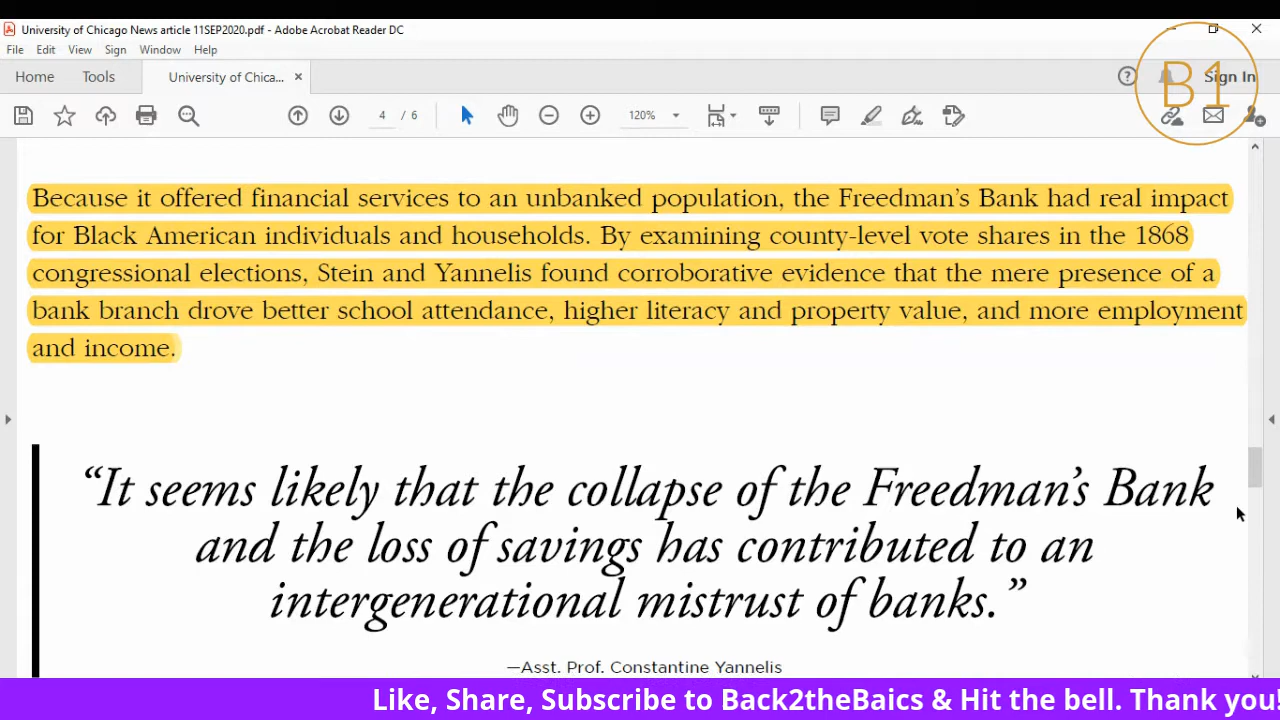 University of Chicago News article 11SEP2020.pdf - Adobe Acrobat Reader DC
File Edit View Sign Window Help
Home Tools University of Chica... × Sign In
B1
4 / 6 120%
Because it offered financial services to an unbanked population, the Freedman's Bank had real impact
for Black American individuals and households. By examining county-level vote shares in the 1868
congressional elections, Stein and Yannelis found corroborative evidence that the mere presence of a
bank branch drove better school attendance, higher literacy and property value, and more employment
and income.
“It seems likely that the collapse of the Freedman’s Bank
and the loss of savings has contributed to an
intergenerational mistrust of banks.”
—Asst. Prof. Constantine Yannelis
Like, Share, Subscribe to Back2theBaics & Hit the bell. Thank you!